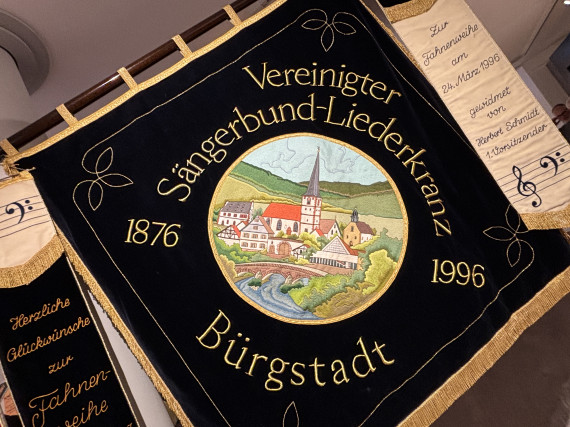 Vereinigter
Sängerbund-Liederkranz
1876
1996
Bürgstadt
Zur
Fahnenweihe
am
24. März 1996
gewidmet
von
Herbert Schmidt
1. Vorsitzender
Herzliche
Glückwünsche
zur
Fahnen-
weihe